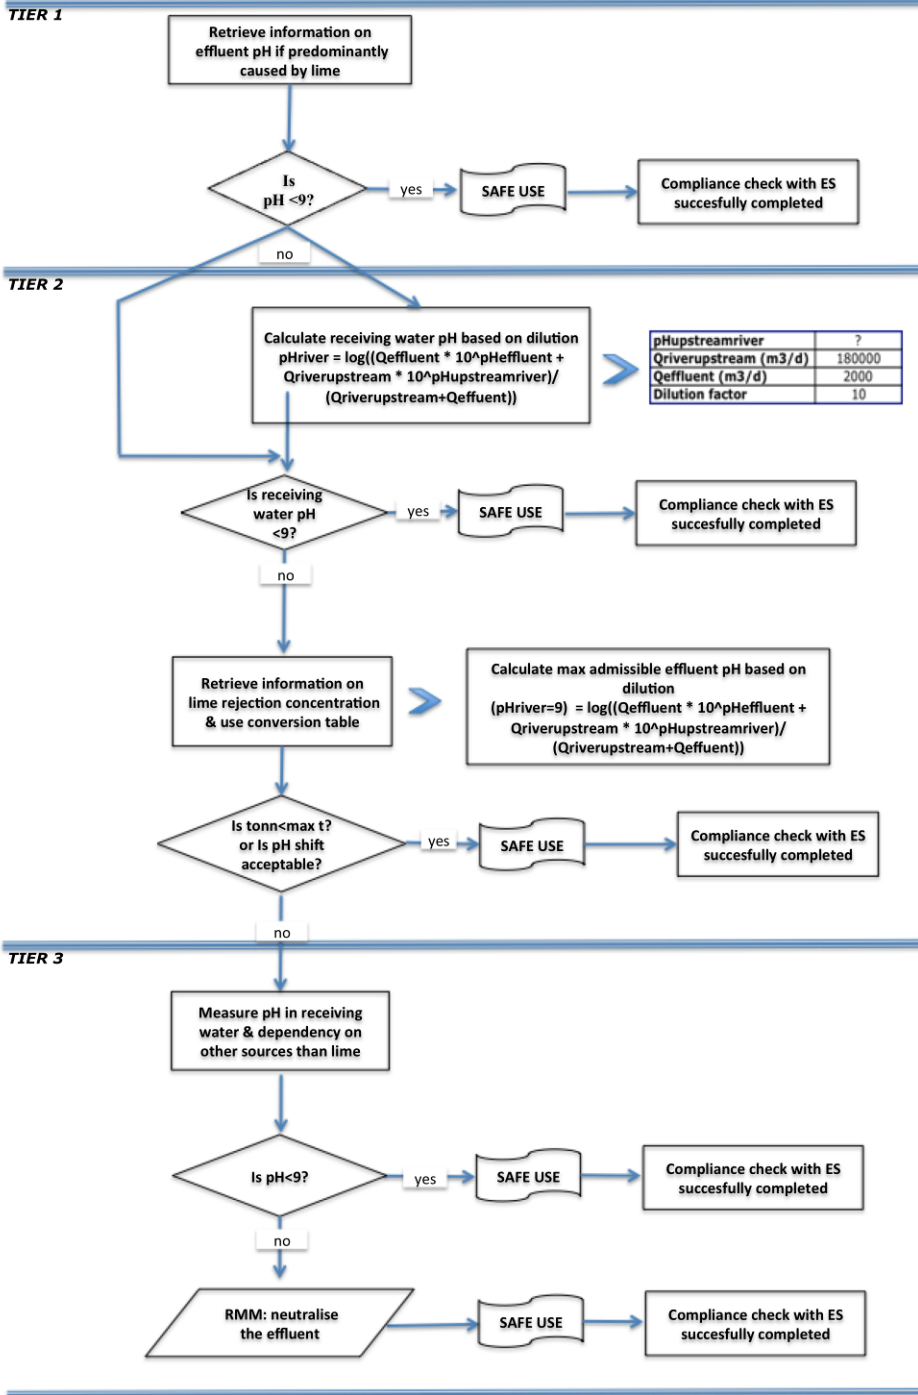 TIER 1
Retrieve information on
effluent pH if predominantly
caused by lime
Is
pH <9?
yes
SAFE USE
Compliance check with ES
succesfully completed
no
TIER 2
Calculate receiving water pH based on dilution
pHriver = log((Qeffluent * 10^pHeffluent +
Qriverupstream * 10^pHupstreamriver)/
(Qriverupstream+Qeffuent))
pHupstreamriver ?
Qriverupstream (m3/d) 180000
Qeffluent (m3/d) 2000
Dilution factor 10
Is receiving
water pH
<9?
yes
SAFE USE
Compliance check with ES
succesfully completed
no
Retrieve information on
lime rejection concentration
& use conversion table
Calculate max admissible effluent pH based on
dilution
(pHriver=9) = log((Qeffluent * 10^pHeffluent +
Qriverupstream * 10^pHupstreamriver)/
(Qriverupstream+Qeffuent))
Is tonn<max t?
or Is pH shift
acceptable?
yes
SAFE USE
Compliance check with ES
succesfully completed
no
TIER 3
Measure pH in receiving
water & dependency on
other sources than lime
Is pH<9?
yes
SAFE USE
Compliance check with ES
succesfully completed
no
RMM: neutralise
the effluent
SAFE USE
Compliance check with ES
succesfully completed